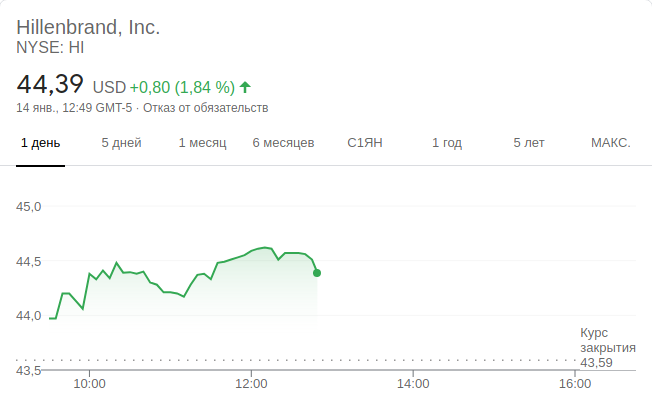 Hillenbrand, Inc.
NYSE: HI
44,39 USD +0,80 (1,84 %)
14 янв., 12:49 GMT-5 · Отказ от обязательств
1 день 5 дней 1 месяц 6 месяцев С1ЯН 1 год 5 лет МАКС.
45,0
44,5
44,0
Курс
закрытия
43,59
43,5
10:00 12:00 14:00 16:00